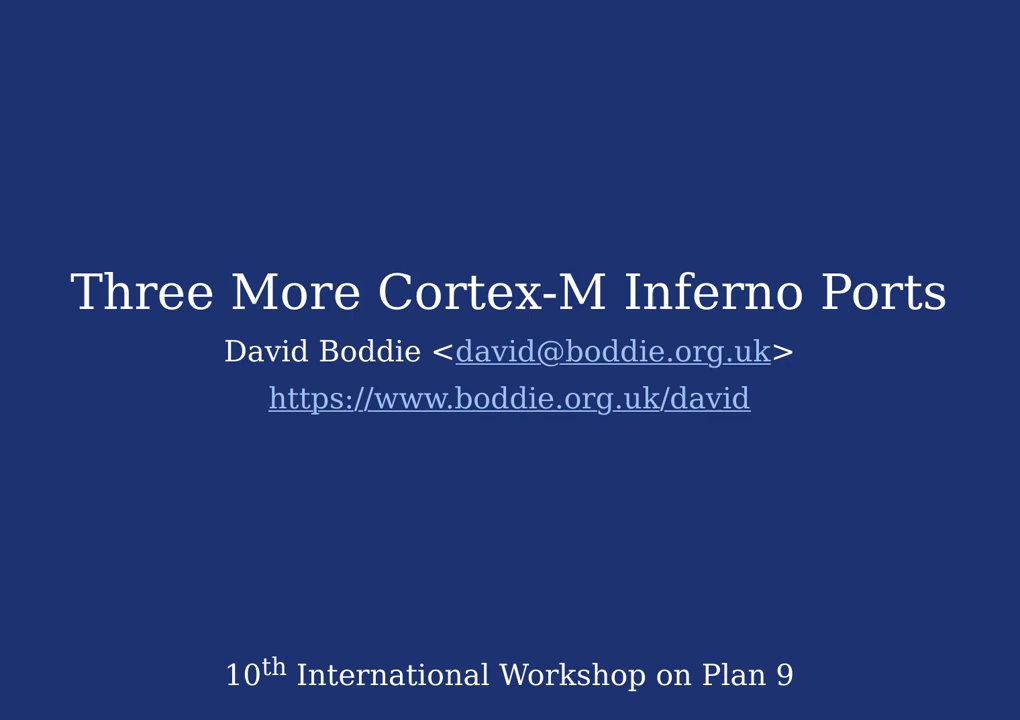 Three More Cortex-M Inferno Ports
David Boddie <david@boddie.org.uk>
https://www.boddie.org.uk/david
10th International Workshop on Plan 9